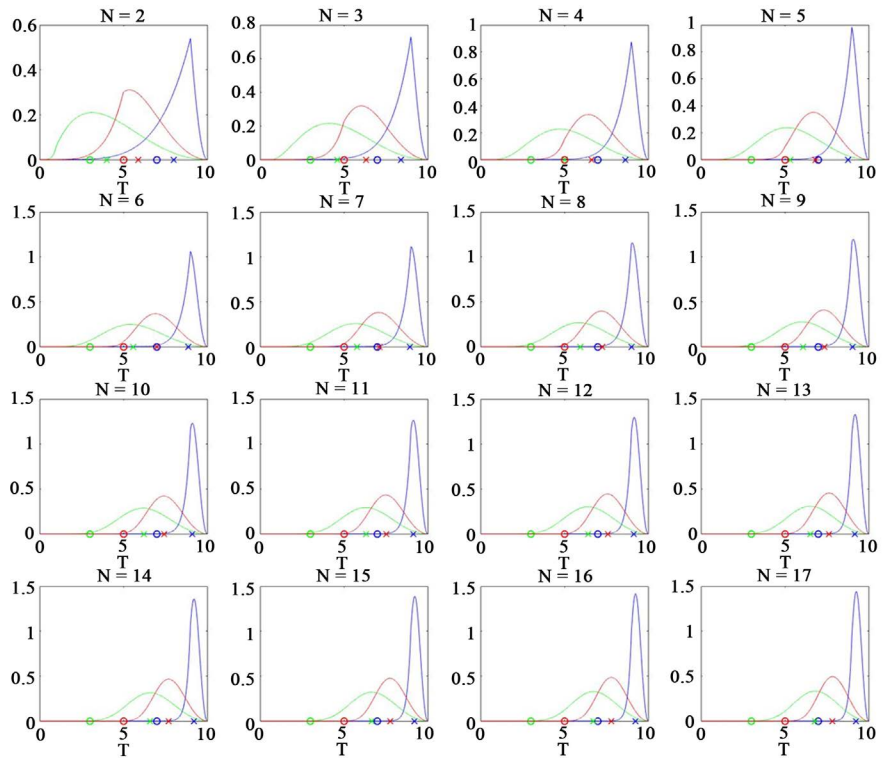 N = 2
0.6
0.4
0.2
0
0 5 10
T
N = 3
0.8
0.6
0.4
0.2
0
0 5 10
T
N = 4
1
0.8
0.6
0.4
0.2
0
0 5 10
T
N = 5
1
0.8
0.6
0.4
0.2
0
0 5 10
T
N = 6
1.5
1
0.5
0
0 5 10
T
N = 7
1.5
1
0.5
0
0 5 10
T
N = 8
1.5
1
0.5
0
0 5 10
T
N = 9
1.5
1
0.5
0
0 5 10
T
N = 10
1.5
1
0.5
0
0 5 10
T
N = 11
1.5
1
0.5
0
0 5 10
T
N = 12
1.5
1
0.5
0
0 5 10
T
N = 13
1.5
1
0.5
0
0 5 10
T
N = 14
1.5
1
0.5
0
0 5 10
T
N = 15
1.5
1
0.5
0
0 5 10
T
N = 16
1.5
1
0.5
0
0 5 10
T
N = 17
1.5
1
0.5
0
0 5 10
T